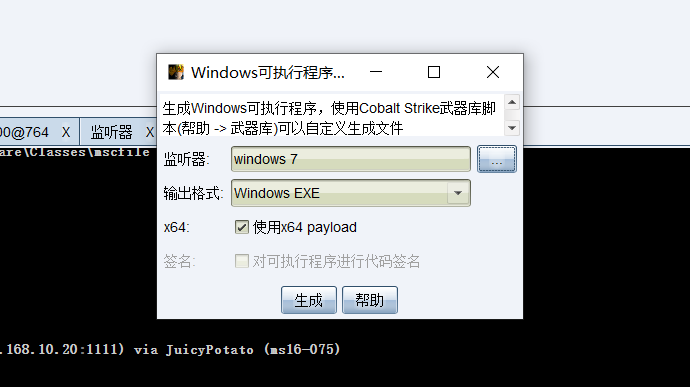 Windows可执行程序...
生成Windows可执行程序，使用Cobalt Strike武器库脚
本(帮助 -> 武器库)可以自定义生成文件
00@764 X 监听器 X
are\Classes\mscfile
监听器: windows 7 ...
输出格式: Windows EXE
x64: 使用x64 payload
签名: 对可执行程序进行代码签名
生成 帮助
.168.10.20:1111) via JuicyPotato (ms16-075)